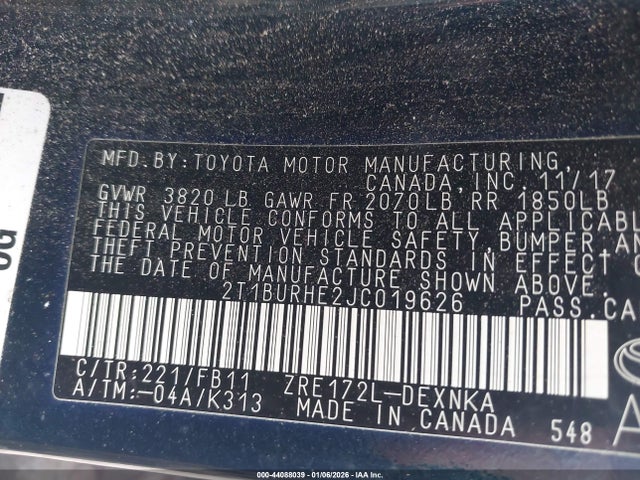 MFD.BY:TOYOTA MOTOR MANUFACTURING,
CANADA, INC. 11/17
GVWR 3820 LB GAWR FR 2070LB RR 1850LB
THIS VEHICLE CONFORMS TO ALL APPLICABLE
FEDERAL MOTOR VEHICLE SAFETY, BUMPER, AN
THEFT PREVENTION STANDARDS IN EFFECT O
THE DATE OF MANUFACTURE SHOWN ABOVE.
2T1BURHE2JC019626 PASS.CA
C/TR:221/FB11 ZRE172L-DEXNKA
A/TM:-04A/K313 MADE IN CANADA 548
000-44088039 - 01/06/2026 - IAA Inc.